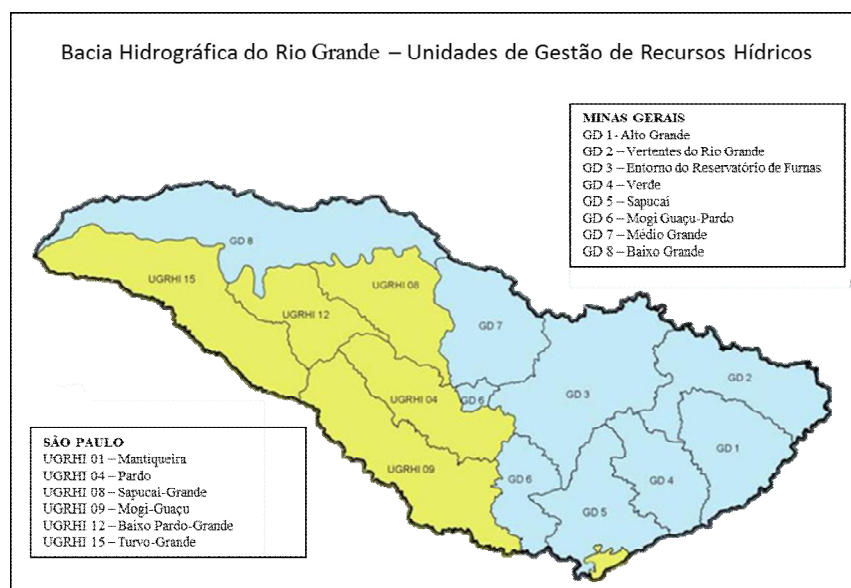 Bacia Hidrográfica do Rio Grande – Unidades de Gestão de Recursos Hídricos
MINAS GERAIS
GD 1- Alto Grande
GD 2 – Vertentes do Rio Grande
GD 3 – Entorno do Reservatório de Furnas
GD 4 – Verde
GD 5 – Sapucaí
GD 6 – Mogi Guaçu-Pardo
GD 7 – Médio Grande
GD 8 – Baixo Grande
GD 8
UGRHI 15
UGRHI 08
UGRHI 12
GD 7
GD 2
GD 6
GD 3
UGRHI 04
GD 1
UGRHI 09
GD 6
GD 4
GD 5
SÃO PAULO
UGRHI 01 – Mantiqueira
UGRHI 04 – Pardo
UGRHI 08 – Sapucaí-Grande
UGRHI 09 – Mogi-Guaçu
UGRHI 12 – Baixo Pardo-Grande
UGRHI 15 – Turvo-Grande